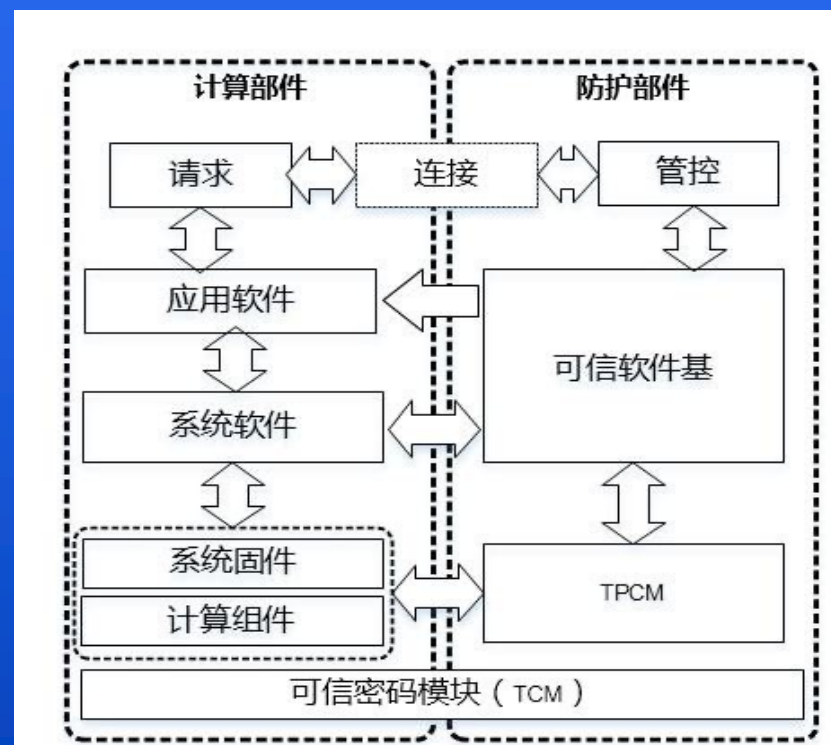 计算部件
防护部件
请求
连接
管控
应用软件
可信软件基
系统软件
系统固件
TPCM
计算组件
可信密码模块（TCM）